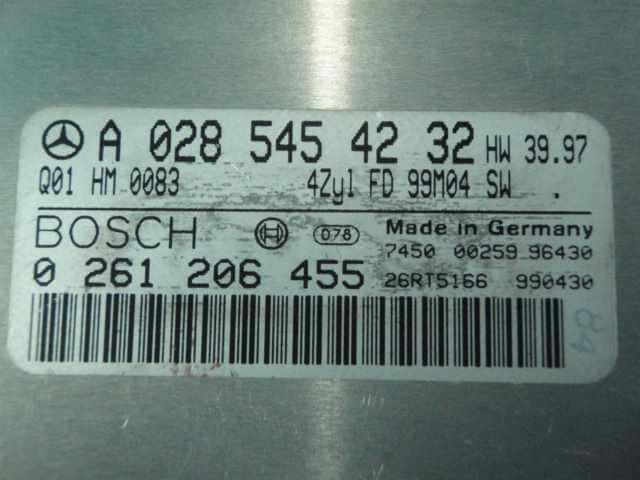 A 028 545 42 32 HW 39.97
Q01 HM 0083 4Zyl FD 99M04 SW .
BOSCH 078 Made in Germany
7450 00259 96430
0 261 206 455 26RT5166 990430
84